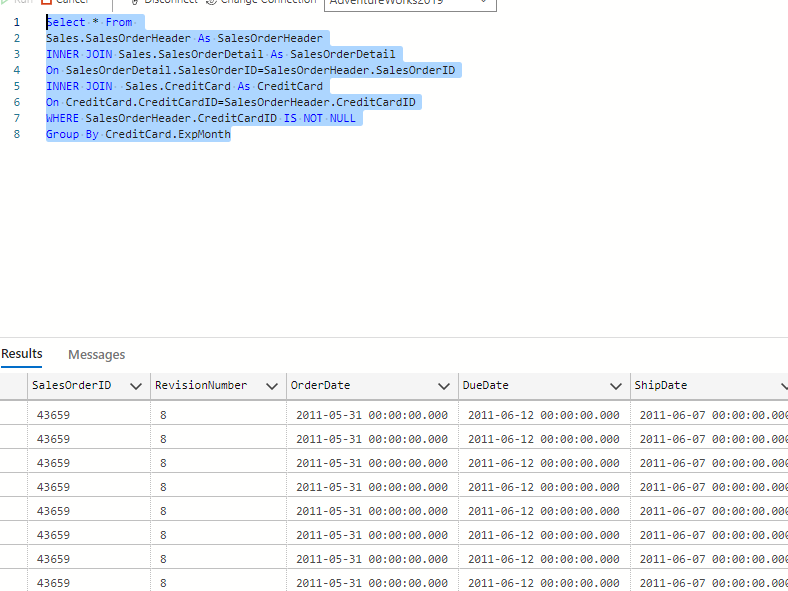 Run Cancel Disconnect Change Connection AdventureWorks2019
1 Select * From
2 Sales.SalesOrderHeader As SalesOrderHeader
3 INNER JOIN Sales.SalesOrderDetail As SalesOrderDetail
4 On SalesOrderDetail.SalesOrderID=SalesOrderHeader.SalesOrderID
5 INNER JOIN  Sales.CreditCard As CreditCard
6 On CreditCard.CreditCardID=SalesOrderHeader.CreditCardID
7 WHERE SalesOrderHeader.CreditCardID IS NOT NULL
8 Group By CreditCard.ExpMonth
Results Messages
SalesOrderID RevisionNumber OrderDate DueDate ShipDate
43659 8 2011-05-31 00:00:00.000 2011-06-12 00:00:00.000 2011-06-07 00:00:00.000
43659 8 2011-05-31 00:00:00.000 2011-06-12 00:00:00.000 2011-06-07 00:00:00.000
43659 8 2011-05-31 00:00:00.000 2011-06-12 00:00:00.000 2011-06-07 00:00:00.000
43659 8 2011-05-31 00:00:00.000 2011-06-12 00:00:00.000 2011-06-07 00:00:00.000
43659 8 2011-05-31 00:00:00.000 2011-06-12 00:00:00.000 2011-06-07 00:00:00.000
43659 8 2011-05-31 00:00:00.000 2011-06-12 00:00:00.000 2011-06-07 00:00:00.000
43659 8 2011-05-31 00:00:00.000 2011-06-12 00:00:00.000 2011-06-07 00:00:00.000
43659 8 2011-05-31 00:00:00.000 2011-06-12 00:00:00.000 2011-06-07 00:00:00.000